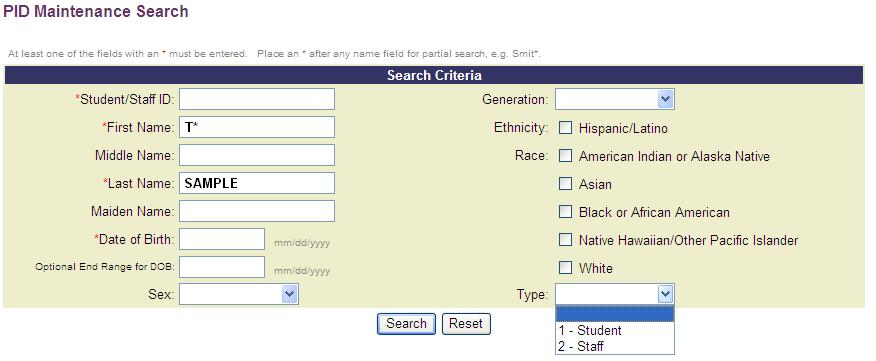 PID Maintenance Search
At least one of the fields with an * must be entered. Place an * after any name field for partial search, e.g. Smit*.
Search Criteria
*Student/Staff ID:
*First Name: T*
Middle Name:
*Last Name: SAMPLE
Maiden Name:
*Date of Birth: mm/dd/yyyy
Optional End Range for DOB: mm/dd/yyyy
Sex:
Generation:
Ethnicity: Hispanic/Latino
Race: American Indian or Alaska Native
Asian
Black or African American
Native Hawaiian/Other Pacific Islander
White
Type:
1 - Student
2 - Staff
Search Reset